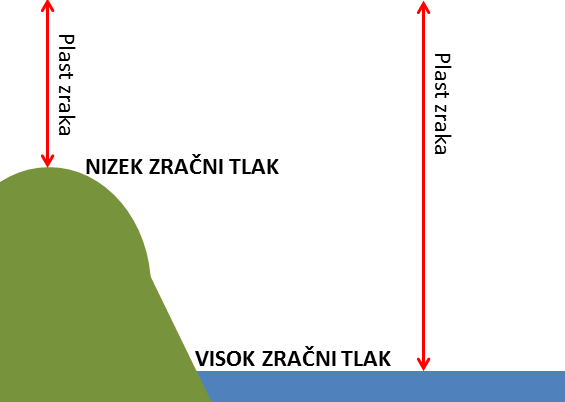 Plast zraka
Plast zraka
NIZEK ZRAČNI TLAK
VISOK ZRAČNI TLAK